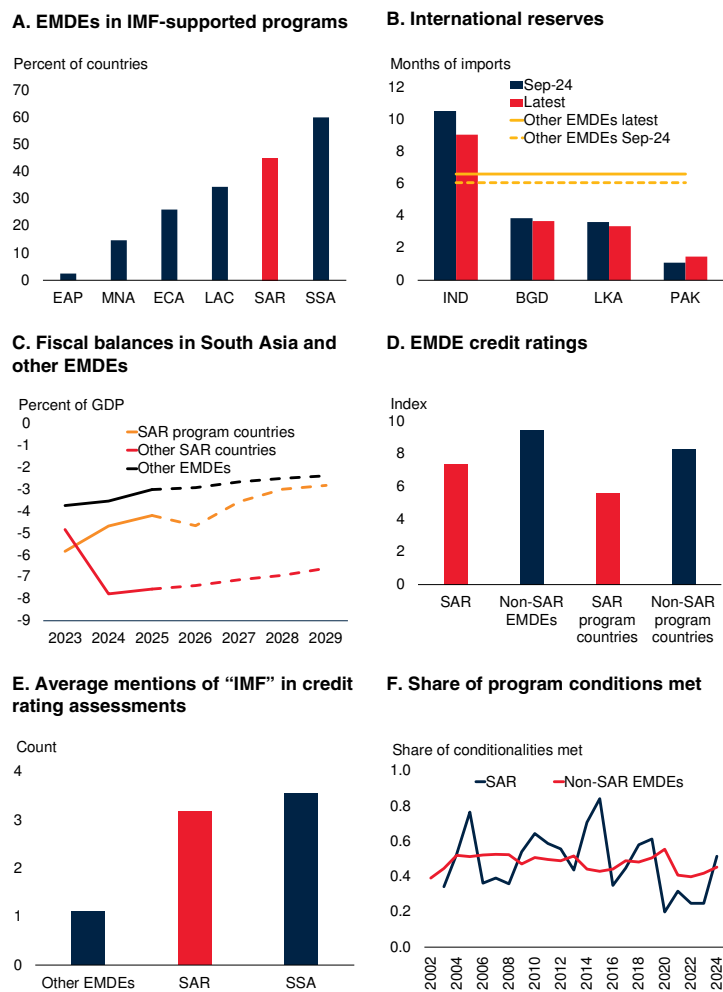 A. EMDEs in IMF-supported programs
Percent of countries
70
60
50
40
30
20
10
0
EAP MNA ECA LAC SAR SSA
B. International reserves
Months of imports
12
10
8
6
4
2
0
Sep-24
Latest
Other EMDEs latest
Other EMDEs Sep-24
IND BGD LKA PAK
C. Fiscal balances in South Asia and
other EMDEs
Percent of GDP
0
-1
-2
-3
-4
-5
-6
-7
-8
-9
SAR program countries
Other SAR countries
Other EMDEs
2023 2024 2025 2026 2027 2028 2029
D. EMDE credit ratings
Index
10
8
6
4
2
0
SAR Non-SAR SAR Non-SAR
EMDEs program program
countries countries
E. Average mentions of “IMF” in credit
rating assessments
Count
4
3
2
1
0
Other EMDEs SAR SSA
F. Share of program conditions met
Share of conditionalities met
1.0
0.8
0.6
0.4
0.2
0.0
SAR Non-SAR EMDEs
2002 2004 2006 2008 2010 2012 2014 2016 2018 2020 2022 2024